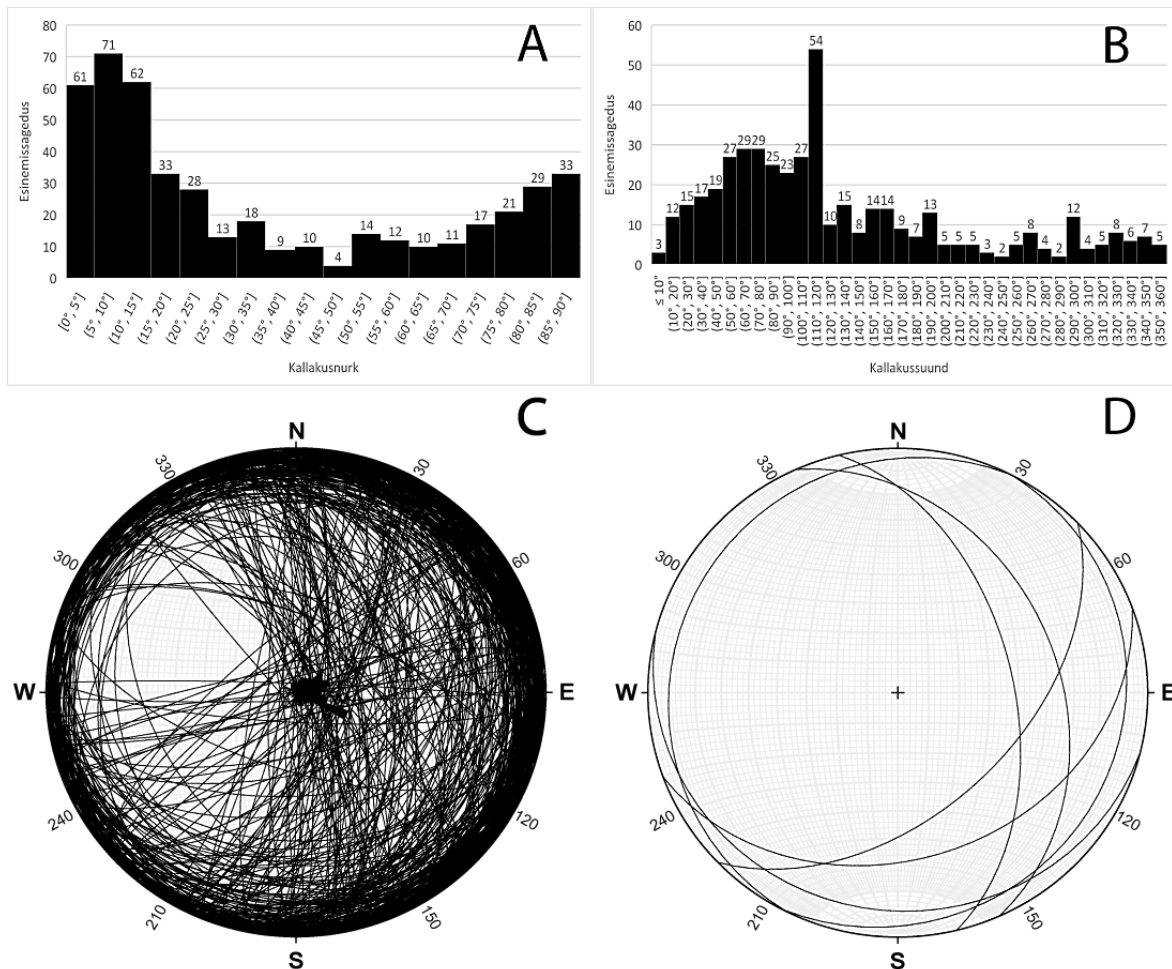 A
80
70
60
50
40
30
20
10
0
Esinemissagedus
61 71 62 33 28 13 18 9 10 4 14 12 10 11 17 21 29 33
[0°, 5°] (5°, 10°] (10°, 15°] (15°, 20°] (20°, 25°] (25°, 30°] (30°, 35°] (35°, 40°] (40°, 45°] (45°, 50°] (50°, 55°] (55°, 60°] (60°, 65°] (65°, 70°] (70°, 75°] (75°, 80°] (80°, 85°] (85°, 90°]
Kallakusnurk
B
60
50
40
30
20
10
0
Esinemissagedus
3 12 15 17 19 27 29 29 25 23 27 54 10 15 8 14 14 9 7 13 5 5 5 3 2 5 8 4 2 12 4 5 8 6 7 5
≤ 10° (10°, 20°] (20°, 30°] (30°, 40°] (40°, 50°] (50°, 60°] (60°, 70°] (70°, 80°] (80°, 90°] (90°, 100°] (100°, 110°] (110°, 120°] (120°, 130°] (130°, 140°] (140°, 150°] (150°, 160°] (160°, 170°] (170°, 180°] (180°, 190°] (190°, 200°] (200°, 210°] (210°, 220°] (220°, 230°] (230°, 240°] (240°, 250°] (250°, 260°] (260°, 270°] (270°, 280°] (280°, 290°] (290°, 300°] (300°, 310°] (310°, 320°] (320°, 330°] (330°, 340°] (340°, 350°] (350°, 360°]
Kallakussuund
C
N
330 30
300 60
W E
240 120
210 150
S
D
N
330 30
300 60
W E
240 120
210 150
S